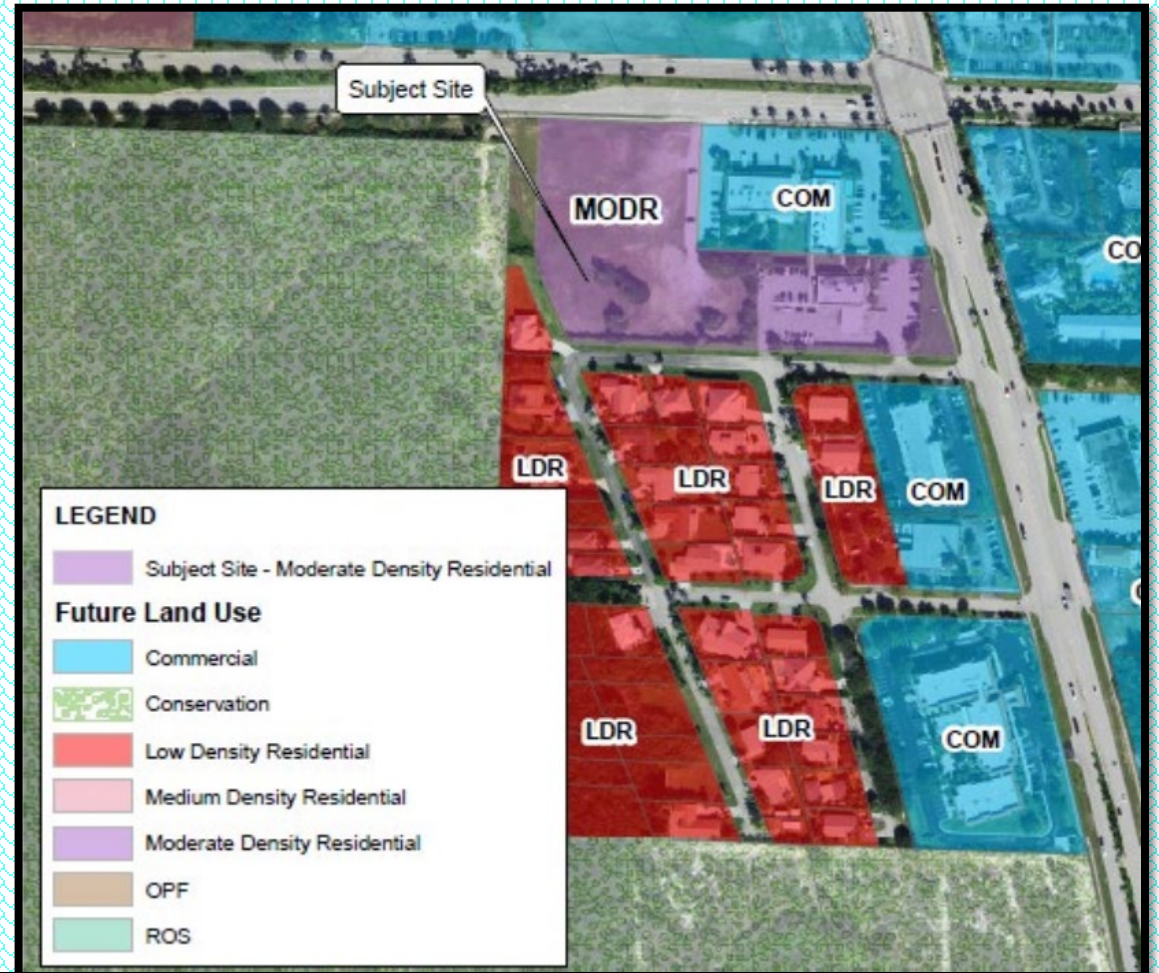 Subject Site
MODR
COM
CO
LDR
LDR
LDR
COM
LEGEND
Subject Site - Moderate Density Residential
Future Land Use
Commercial
Conservation
Low Density Residential
Medium Density Residential
Moderate Density Residential
OPF
ROS
LDR
LDR
COM